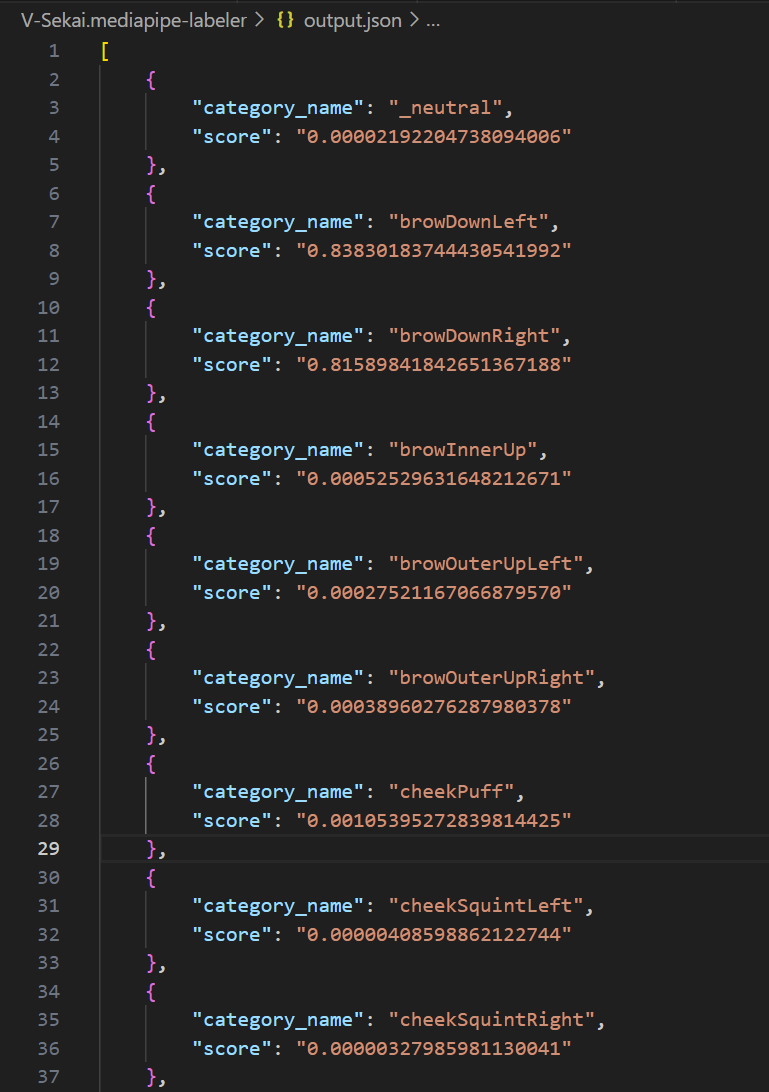 V-Sekai.mediapipe-labeler > {} output.json > ...
1 [
2 {
3 "category_name": "_neutral",
4 "score": "0.00002192204738094006"
5 },
6 {
7 "category_name": "browDownLeft",
8 "score": "0.83830183744430541992"
9 },
10 {
11 "category_name": "browDownRight",
12 "score": "0.81589841842651367188"
13 },
14 {
15 "category_name": "browInnerUp",
16 "score": "0.00052529631648212671"
17 },
18 {
19 "category_name": "browOuterUpLeft",
20 "score": "0.00027521167066879570"
21 },
22 {
23 "category_name": "browOuterUpRight",
24 "score": "0.00038960276287980378"
25 },
26 {
27 "category_name": "cheekPuff",
28 "score": "0.00105395272839814425"
29 },
30 {
31 "category_name": "cheekSquintLeft",
32 "score": "0.00000408598862122744"
33 },
34 {
35 "category_name": "cheekSquintRight",
36 "score": "0.00000327985981130041"
37 },